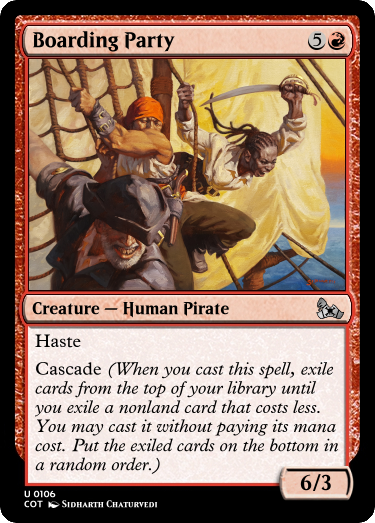 Boarding Party 5
Creature — Human Pirate
Haste
Cascade (When you cast this spell, exile
cards from the top of your library until
you exile a nonland card that costs less.
You may cast it without paying its mana
cost. Put the exiled cards on the bottom in
a random order.)
6/3
U 0106
COT Sidharth Chaturvedi